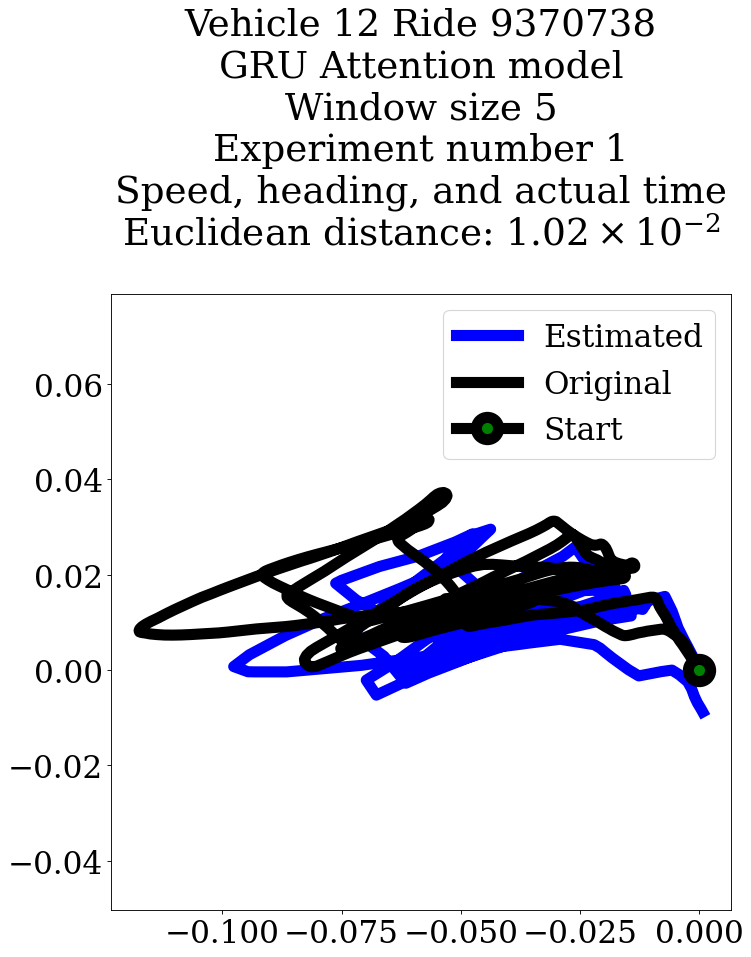 Vehicle 12 Ride 9370738
GRU Attention model
Window size 5
Experiment number 1
Speed, heading, and actual time
Euclidean distance: 1.02 × 10⁻²
Estimated
Original
Start
0.06
0.04
0.02
0.00
−0.02
−0.04
−0.100 −0.075 −0.050 −0.025 0.000